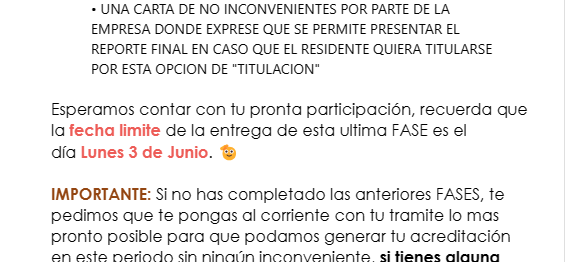 • UNA CARTA DE NO INCONVENIENTES POR PARTE DE LA
EMPRESA DONDE EXPRESE QUE SE PERMITE PRESENTAR EL
REPORTE FINAL EN CASO QUE EL RESIDENTE QUIERA TITULARSE
POR ESTA OPCION DE "TITULACION"
Esperamos contar con tu pronta participación, recuerda que
la fecha limite de la entrega de esta ultima FASE es el
día Lunes 3 de Junio.
IMPORTANTE: Si no has completado las anteriores FASES, te
pedimos que te pongas al corriente con tu tramite lo mas
pronto posible para que podamos generar tu acreditación
en este periodo sin ningún inconveniente, si tienes alguna